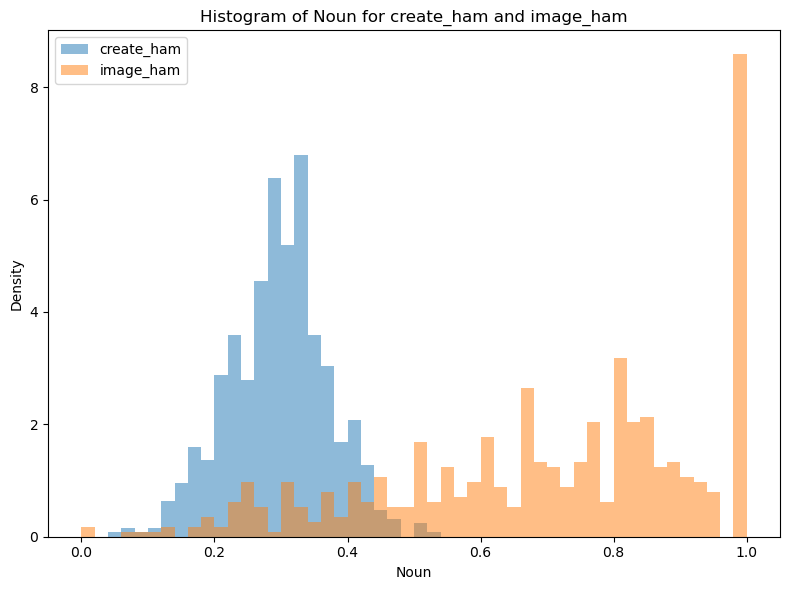 Histogram of Noun for create_ham and image_ham
create_ham
image_ham
Density
8
6
4
2
0
0.0 0.2 0.4 0.6 0.8 1.0
Noun